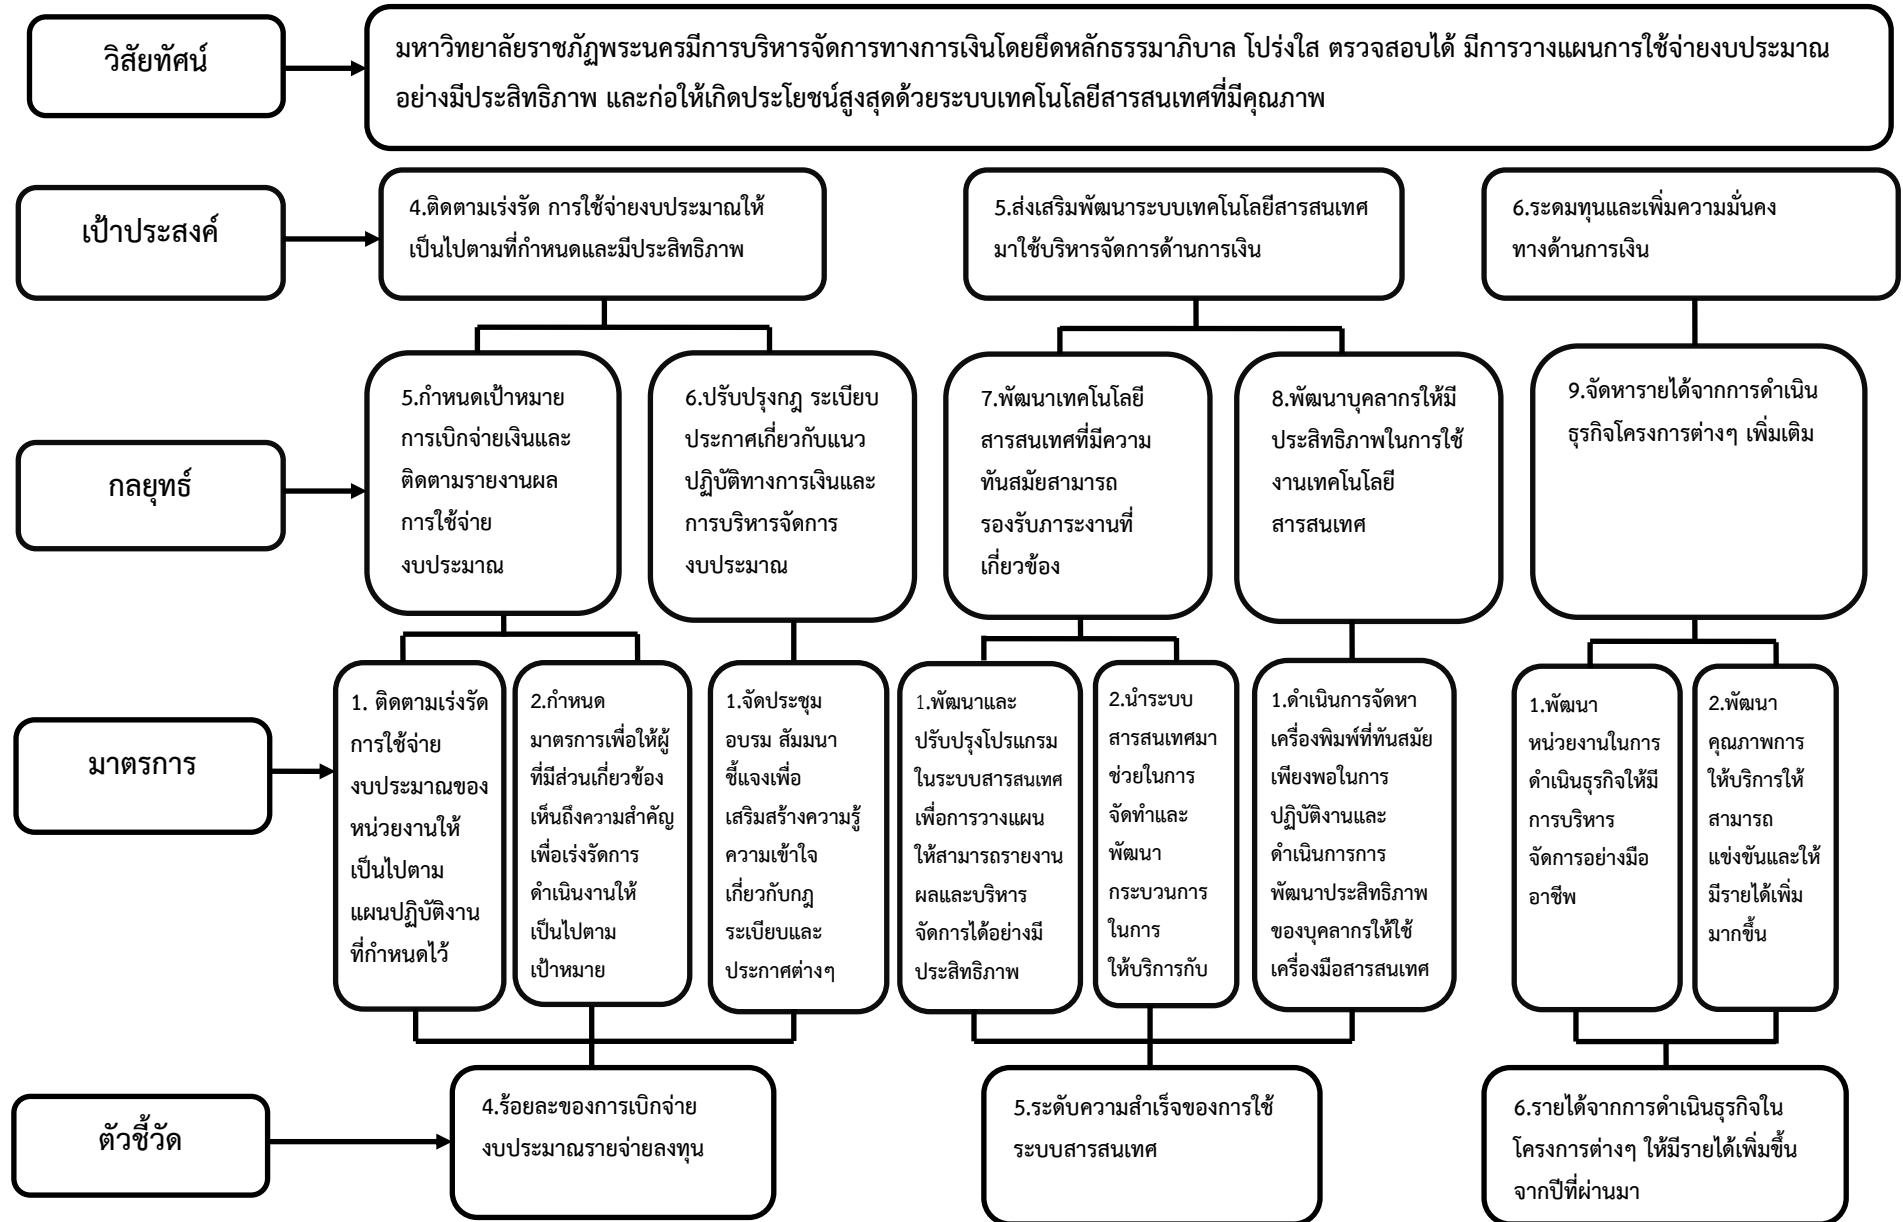 วิสัยทัศน์
มหาวิทยาลัยราชภัฏพระนครมีการบริหารจัดการทางการเงินโดยยึดหลักธรรมาภิบาล โปร่งใส ตรวจสอบได้ มีการวางแผนการใช้จ่ายงบประมาณ
อย่างมีประสิทธิภาพ และก่อให้เกิดประโยชน์สูงสุดด้วยระบบเทคโนโลยีสารสนเทศที่มีคุณภาพ
เป้าประสงค์
4.ติดตามเร่งรัด การใช้จ่ายงบประมาณให้
เป็นไปตามที่กำหนดและมีประสิทธิภาพ
5.ส่งเสริมพัฒนาระบบเทคโนโลยีสารสนเทศ
มาใช้บริหารจัดการด้านการเงิน
6.ระดมทุนและเพิ่มความมั่นคง
ทางด้านการเงิน
กลยุทธ์
5.กำหนดเป้าหมาย
การเบิกจ่ายเงินและ
ติดตามรายงานผล
การใช้จ่าย
งบประมาณ
6.ปรับปรุงกฎ ระเบียบ
ประกาศเกี่ยวกับแนว
ปฏิบัติทางการเงินและ
การบริหารจัดการ
งบประมาณ
7.พัฒนาเทคโนโลยี
สารสนเทศที่มีความ
ทันสมัยสามารถ
รองรับภาระงานที่
เกี่ยวข้อง
8.พัฒนาบุคลากรให้มี
ประสิทธิภาพในการใช้
งานเทคโนโลยี
สารสนเทศ
9.จัดหารายได้จากการดำเนิน
ธุรกิจโครงการต่างๆ เพิ่มเติม
มาตรการ
1. ติดตามเร่งรัด
การใช้จ่าย
งบประมาณของ
หน่วยงานให้
เป็นไปตาม
แผนปฏิบัติงาน
ที่กำหนดไว้
2.กำหนด
มาตรการเพื่อให้ผู้
ที่มีส่วนเกี่ยวข้อง
เห็นถึงความสำคัญ
เพื่อเร่งรัดการ
ดำเนินงานให้
เป็นไปตาม
เป้าหมาย
1.จัดประชุม
อบรม สัมมนา
ชี้แจงเพื่อ
เสริมสร้างความรู้
ความเข้าใจ
เกี่ยวกับกฎ
ระเบียบและ
ประกาศต่างๆ
1.พัฒนาและ
ปรับปรุงโปรแกรม
ในระบบสารสนเทศ
เพื่อการวางแผน
ให้สามารถรายงาน
ผลและบริหาร
จัดการได้อย่างมี
ประสิทธิภาพ
2.นำระบบ
สารสนเทศมา
ช่วยในการ
จัดทำและ
พัฒนา
กระบวนการ
ในการ
ให้บริการกับ
1.ดำเนินการจัดหา
เครื่องพิมพ์ที่ทันสมัย
เพียงพอในการ
ปฏิบัติงานและ
ดำเนินการการ
พัฒนาประสิทธิภาพ
ของบุคลากรให้ใช้
เครื่องมือสารสนเทศ
1.พัฒนา
หน่วยงานในการ
ดำเนินธุรกิจให้มี
การบริหาร
จัดการอย่างมือ
อาชีพ
2.พัฒนา
คุณภาพการ
ให้บริการให้
สามารถ
แข่งขันและให้
มีรายได้เพิ่ม
มากขึ้น
ตัวชี้วัด
4.ร้อยละของการเบิกจ่าย
งบประมาณรายจ่ายลงทุน
5.ระดับความสำเร็จของการใช้
ระบบสารสนเทศ
6.รายได้จากการดำเนินธุรกิจใน
โครงการต่างๆ ให้มีรายได้เพิ่มขึ้น
จากปีที่ผ่านมา